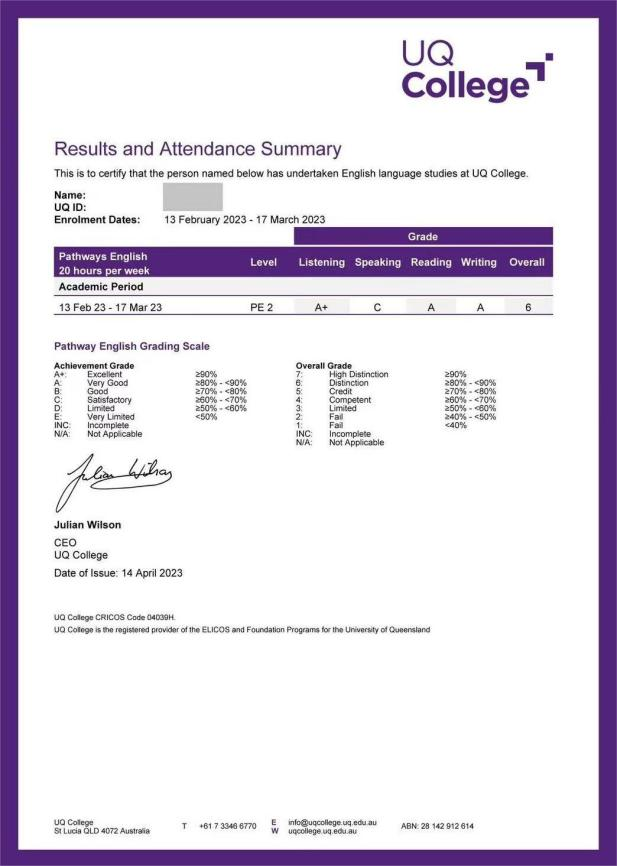 UQ
College
Results and Attendance Summary
This is to certify that the person named below has undertaken English language studies at UQ College.
Name:
UQ ID:
Enrolment Dates: 13 February 2023 - 17 March 2023
Grade
Pathways English
20 hours per week
Level Listening Speaking Reading Writing Overall
Academic Period
13 Feb 23 - 17 Mar 23 PE 2 A+ C A A 6
Pathway English Grading Scale
Achievement Grade
A+: Excellent ≥90%
A: Very Good ≥80% - <90%
B: Good ≥70% - <80%
C: Satisfactory ≥60% - <70%
D: Limited ≥50% - <60%
E: Very Limited <50%
INC: Incomplete
N/A: Not Applicable
Overall Grade
7: High Distinction ≥90%
6: Distinction ≥80% - <90%
5: Credit ≥70% - <80%
4: Competent ≥60% - <70%
3: Limited ≥50% - <60%
2: Fail ≥40% - <50%
1: Fail <40%
INC: Incomplete
N/A: Not Applicable
Julian Wilson
Julian Wilson
CEO
UQ College
Date of Issue: 14 April 2023
UQ College CRICOS Code 04039H.
UQ College is the registered provider of the ELICOS and Foundation Programs for the University of Queensland
UQ College
St Lucia QLD 4072 Australia
T +61 7 3346 6770
E info@uqcollege.uq.edu.au
W uqcollege.uq.edu.au
ABN: 28 142 912 614